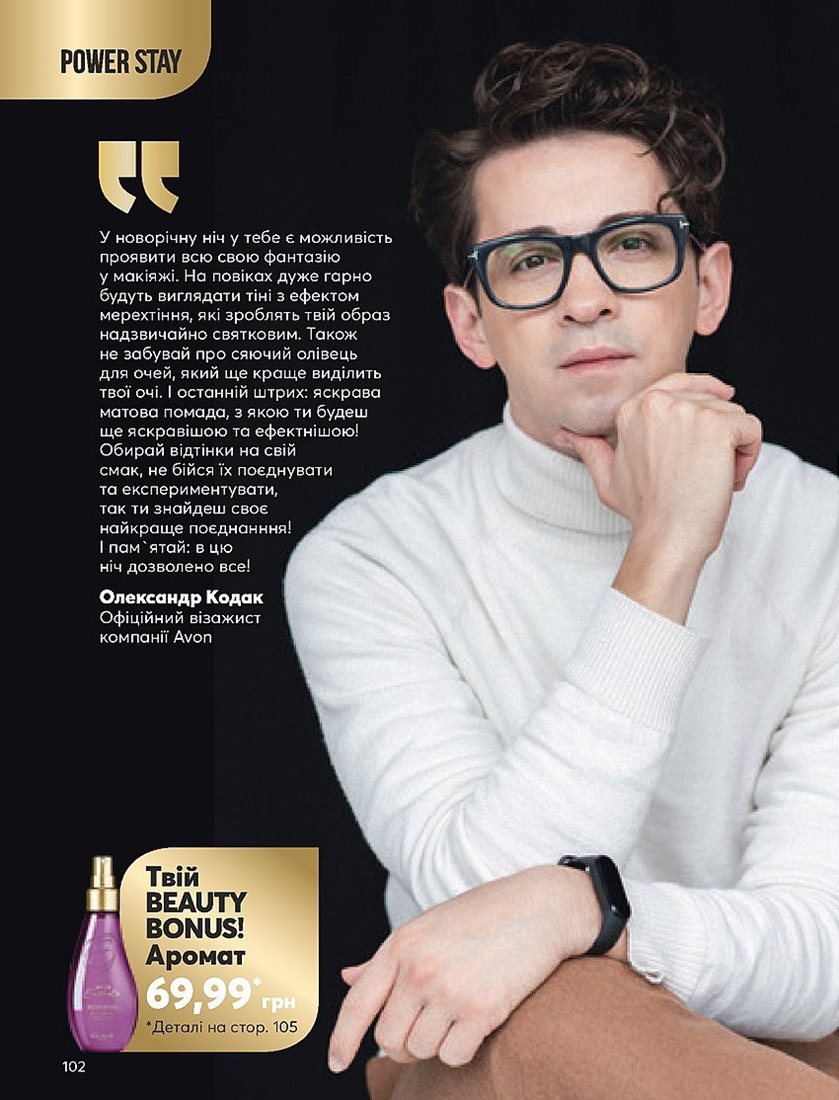 POWER STAY
У новорічну ніч у тебе є можливість
проявити всю свою фантазію
у макіяжі. На повіках дуже гарно
будуть виглядати тіні з ефектом
мерехтіння, які зроблять твій образ
надзвичайно святковим. Також
не забувай про сяючий олівець
для очей, який ще краще виділить
твої очі. І останній штрих: яскрава
матова помада, з якою ти будеш
ще яскравішою та ефектнішою!
Обирай відтінки на свій
смак, не бійся їх поєднувати
та експериментувати,
так ти знайдеш своє
найкраще поєднанння!
І пам`ятай: в цю
ніч дозволено все!
Олександр Кодак
Офіційний візажист
компанії Avon
Твій
BEAUTY
BONUS!
Аромат
69,99* грн
*Деталі на стор. 105
102